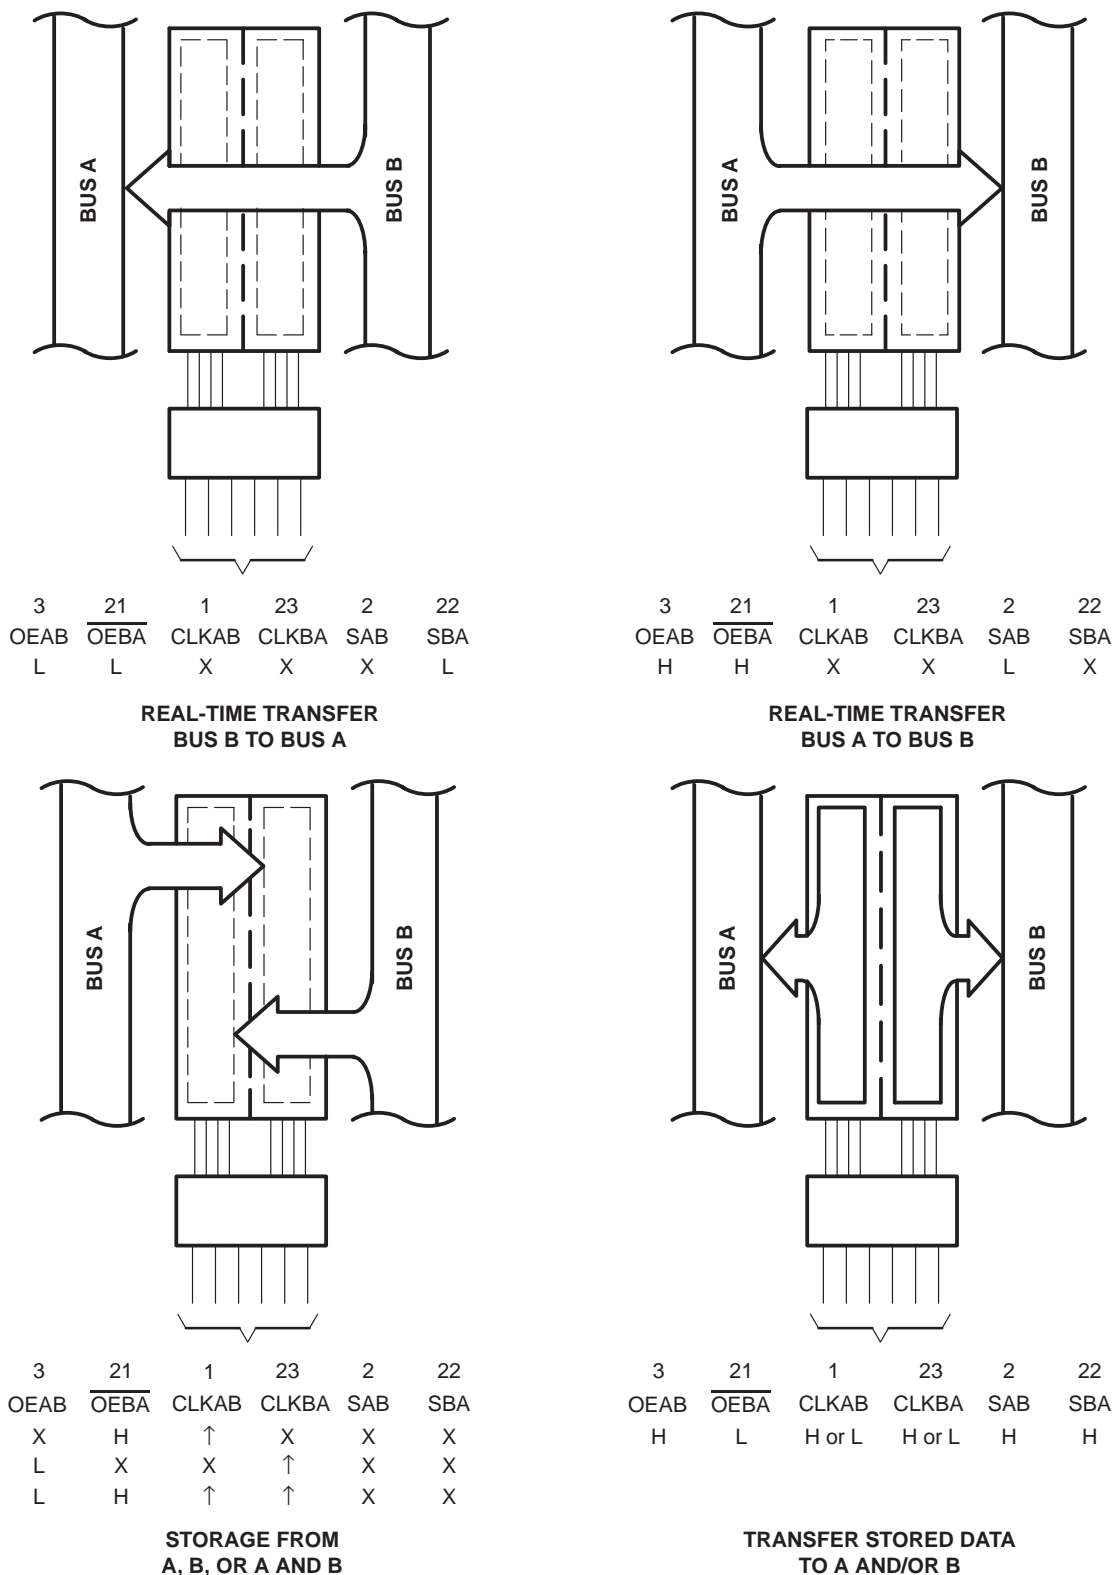 BUS A
BUS B
3 21 1 23 2 22
OEAB OEBA CLKAB CLKBA SAB SBA
L L X X X L
REAL-TIME TRANSFER
BUS B TO BUS A
BUS A
BUS B
3 21 1 23 2 22
OEAB OEBA CLKAB CLKBA SAB SBA
H H X X L X
REAL-TIME TRANSFER
BUS A TO BUS B
BUS A
BUS B
3 21 1 23 2 22
OEAB OEBA CLKAB CLKBA SAB SBA
X H ↑ X X X
L X X ↑ X X
L H ↑ ↑ X X
STORAGE FROM
A, B, OR A AND B
BUS A
BUS B
3 21 1 23 2 22
OEAB OEBA CLKAB CLKBA SAB SBA
H L H or L H or L H H
TRANSFER STORED DATA
TO A AND/OR B